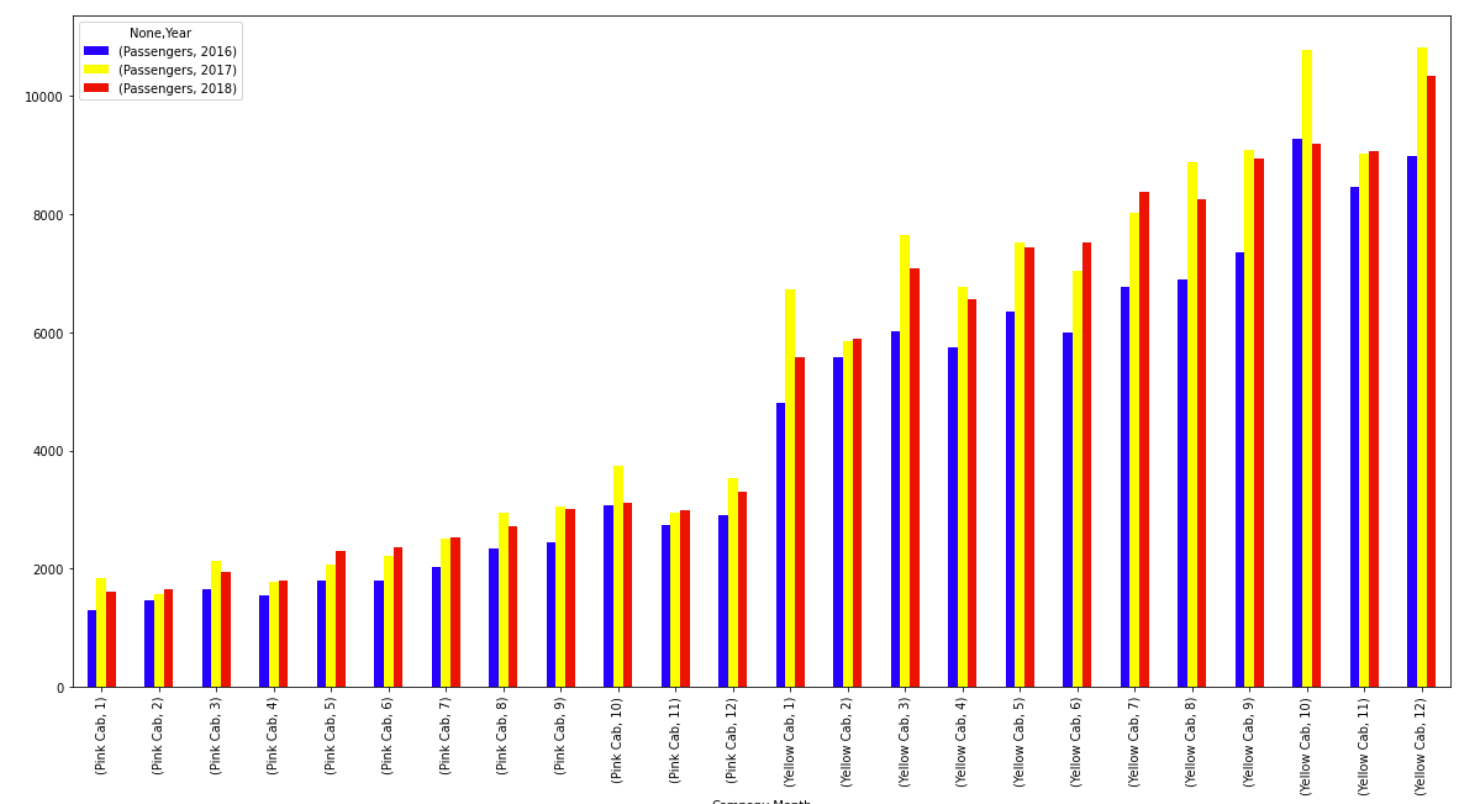 None,Year
(Passengers, 2016)
(Passengers, 2017)
(Passengers, 2018)
10000
8000
6000
4000
2000
0
(Pink Cab, 1)
(Pink Cab, 2)
(Pink Cab, 3)
(Pink Cab, 4)
(Pink Cab, 5)
(Pink Cab, 6)
(Pink Cab, 7)
(Pink Cab, 8)
(Pink Cab, 9)
(Pink Cab, 10)
(Pink Cab, 11)
(Pink Cab, 12)
(Yellow Cab, 1)
(Yellow Cab, 2)
(Yellow Cab, 3)
(Yellow Cab, 4)
(Yellow Cab, 5)
(Yellow Cab, 6)
(Yellow Cab, 7)
(Yellow Cab, 8)
(Yellow Cab, 9)
(Yellow Cab, 10)
(Yellow Cab, 11)
(Yellow Cab, 12)
Company,Month